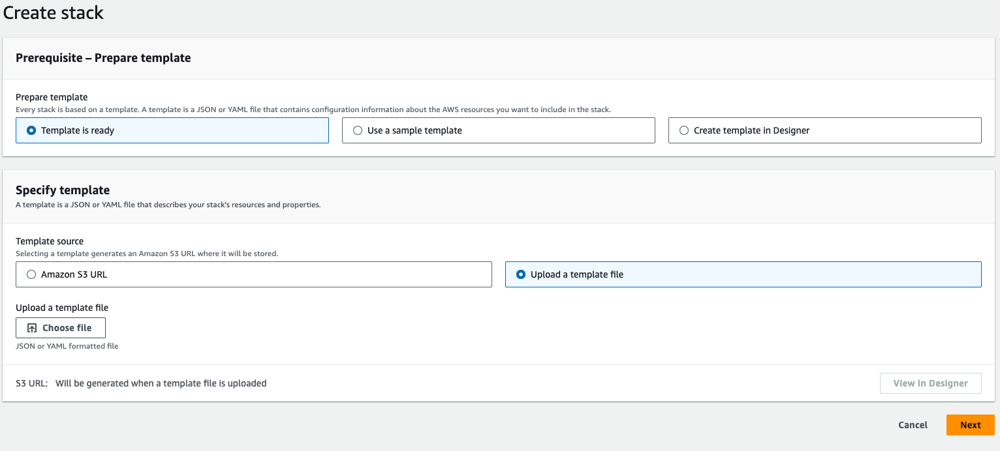 Create stack
Prerequisite – Prepare template
Prepare template
Every stack is based on a template. A template is a JSON or YAML file that contains configuration information about the AWS resources you want to include in the stack.
Template is ready
Use a sample template
Create template in Designer
Specify template
A template is a JSON or YAML file that describes your stack's resources and properties.
Template source
Selecting a template generates an Amazon S3 URL where it will be stored.
Amazon S3 URL
Upload a template file
Upload a template file
Choose file
JSON or YAML formatted file
S3 URL: Will be generated when a template file is uploaded
View in Designer
Cancel
Next